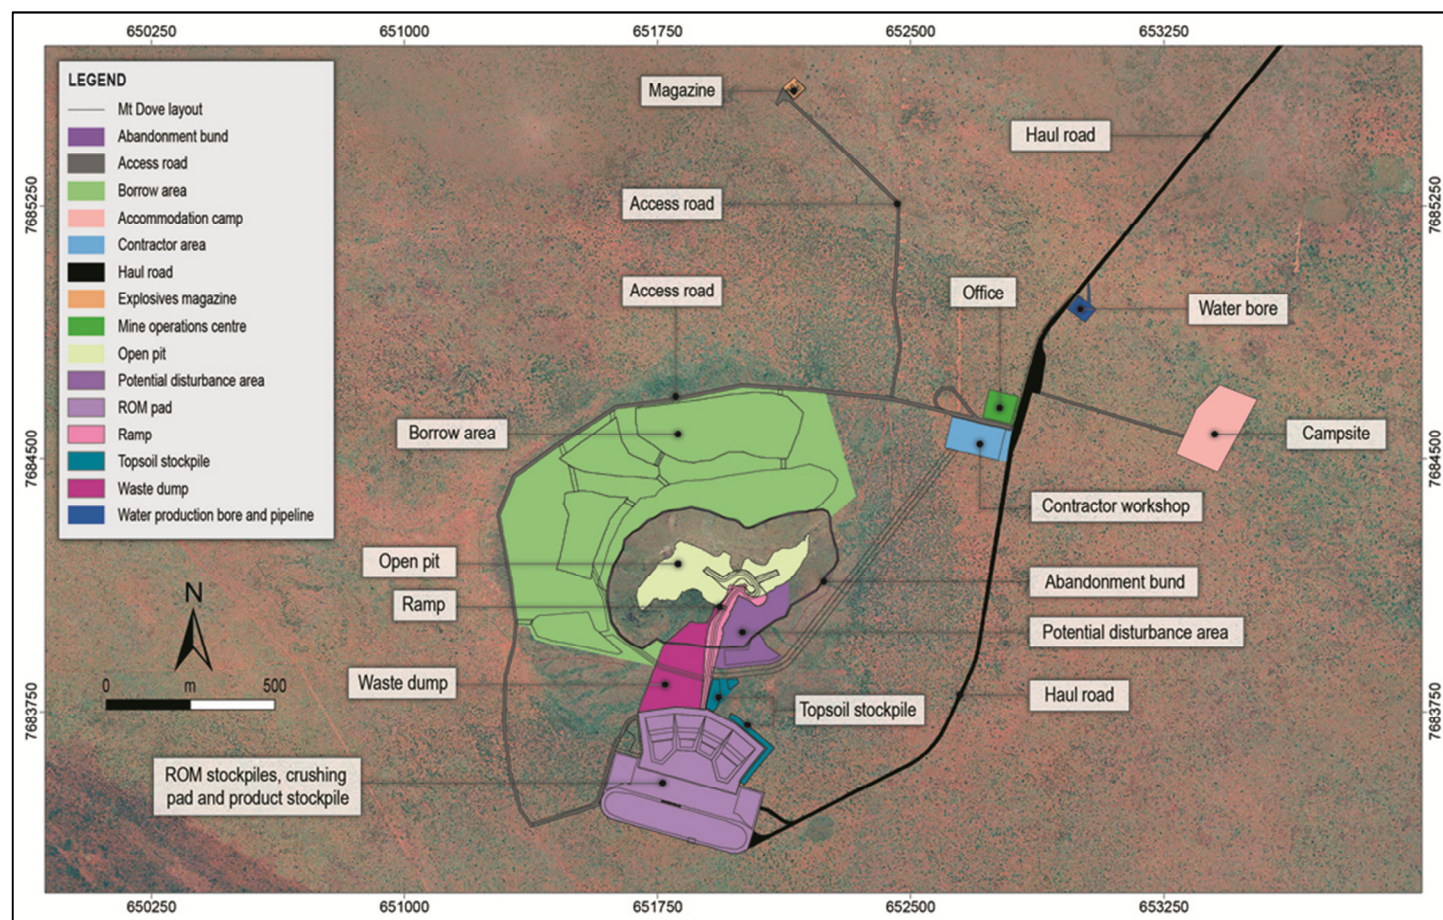 650250 651000 651750 652500 653250
LEGEND
Mt Dove layout
Abandonment bund
Access road
Borrow area
Accommodation camp
Contractor area
Haul road
Explosives magazine
Mine operations centre
Open pit
Potential disturbance area
ROM pad
Ramp
Topsoil stockpile
Waste dump
Water production bore and pipeline
Magazine
Haul road
Access road
7685250
7685250
Access road
Office
Water bore
Borrow area
Campsite
7684500
7684500
Contractor workshop
Open pit
Abandonment bund
Ramp
N
Potential disturbance area
0 m 500
Waste dump
Haul road
Topsoil stockpile
7683750
7683750
ROM stockpiles, crushing
pad and product stockpile
650250 651000 651750 652500 653250